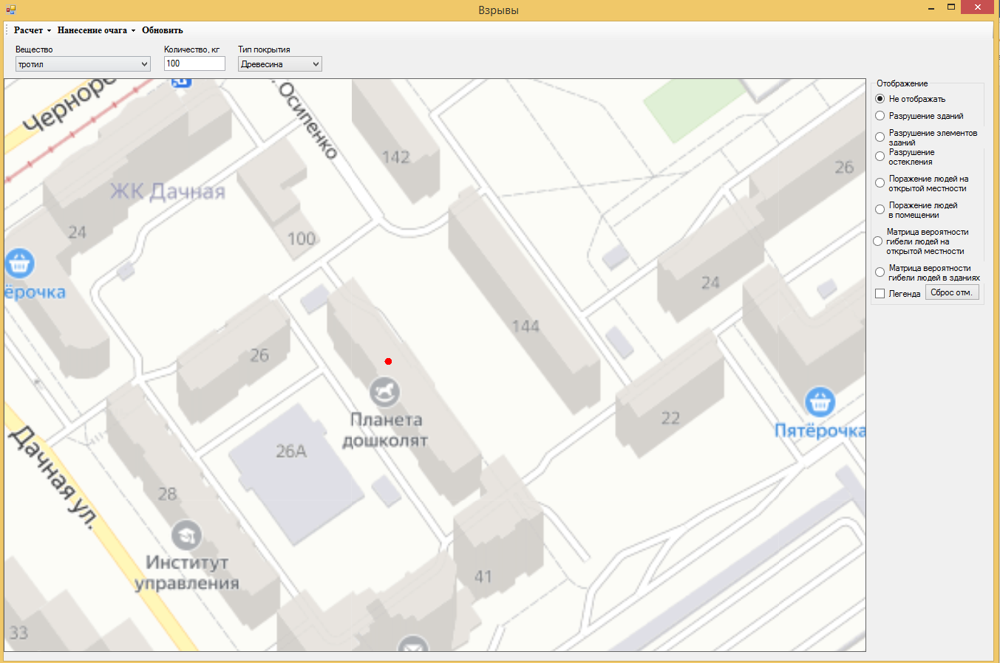 Взрывы
Расчет
Нанесение очага
Обновить
Вещество
тротил
Количество, кг
100
Тип покрытия
Древесина
Черноре
. Осипенко
142
26
ЖК Дачная
24
100
ёрочка
24
144
26
Планета
дошколят
22
Пятёрочка
26А
Дачная ул.
28
Институт
управления
41
33
Отображение
Не отображать
Разрушение зданий
Разрушение элементов
зданий
Разрушение
остекления
Поражение людей на
открытой местности
Поражение людей
в помещении
Матрица вероятности
гибели людей на
открытой местности
Матрица вероятности
гибели людей в зданиях
Легенда
Сброс отм.